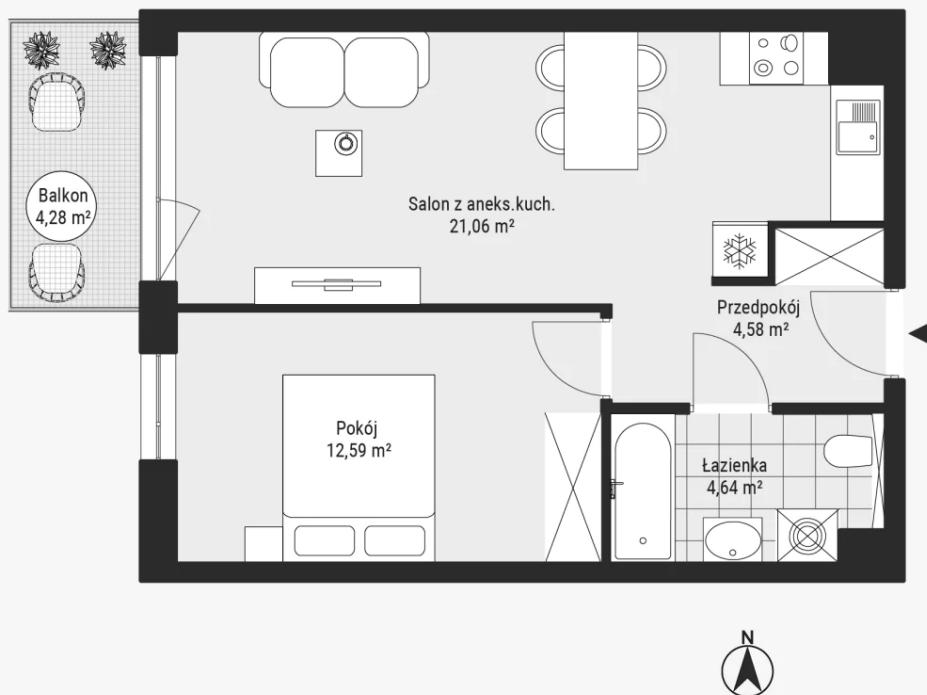 Balkon
4,28 m²
Salon z aneks.kuch.
21,06 m²
Przedpokój
4,58 m²
Pokój
12,59 m²
Łazienka
4,64 m²
N